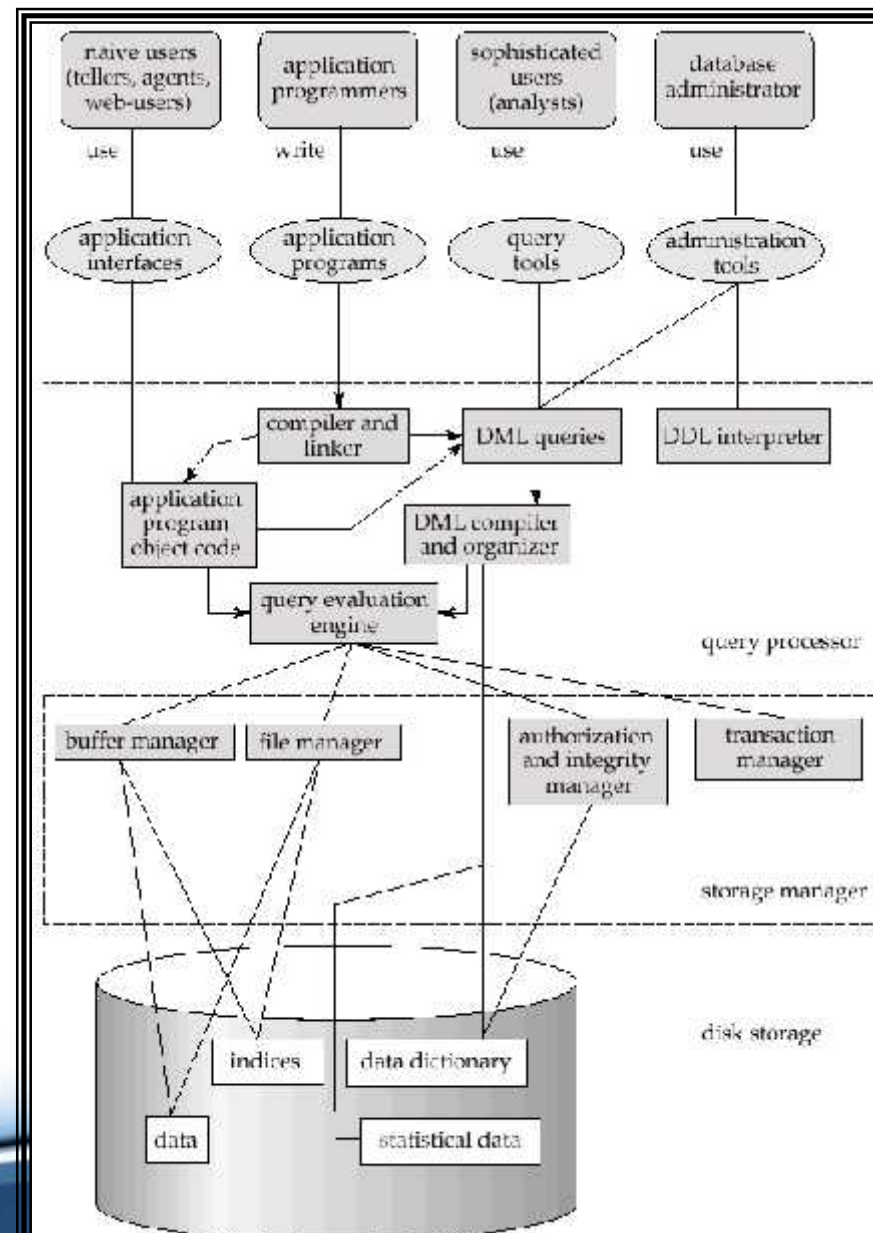 naive users
(tellers, agents,
web-users)
application
programmers
sophisticated
users
(analysts)
database
administrator
use
write
use
use
application
interfaces
application
programs
query
tools
administration
tools
compiler and
linker
DML queries
DDL interpreter
application
program
object code
DML compiler
and organizer
query evaluation
engine
query processor
buffer manager
file manager
authorization
and integrity
manager
transaction
manager
storage manager
disk storage
indices
data dictionary
data
statistical data